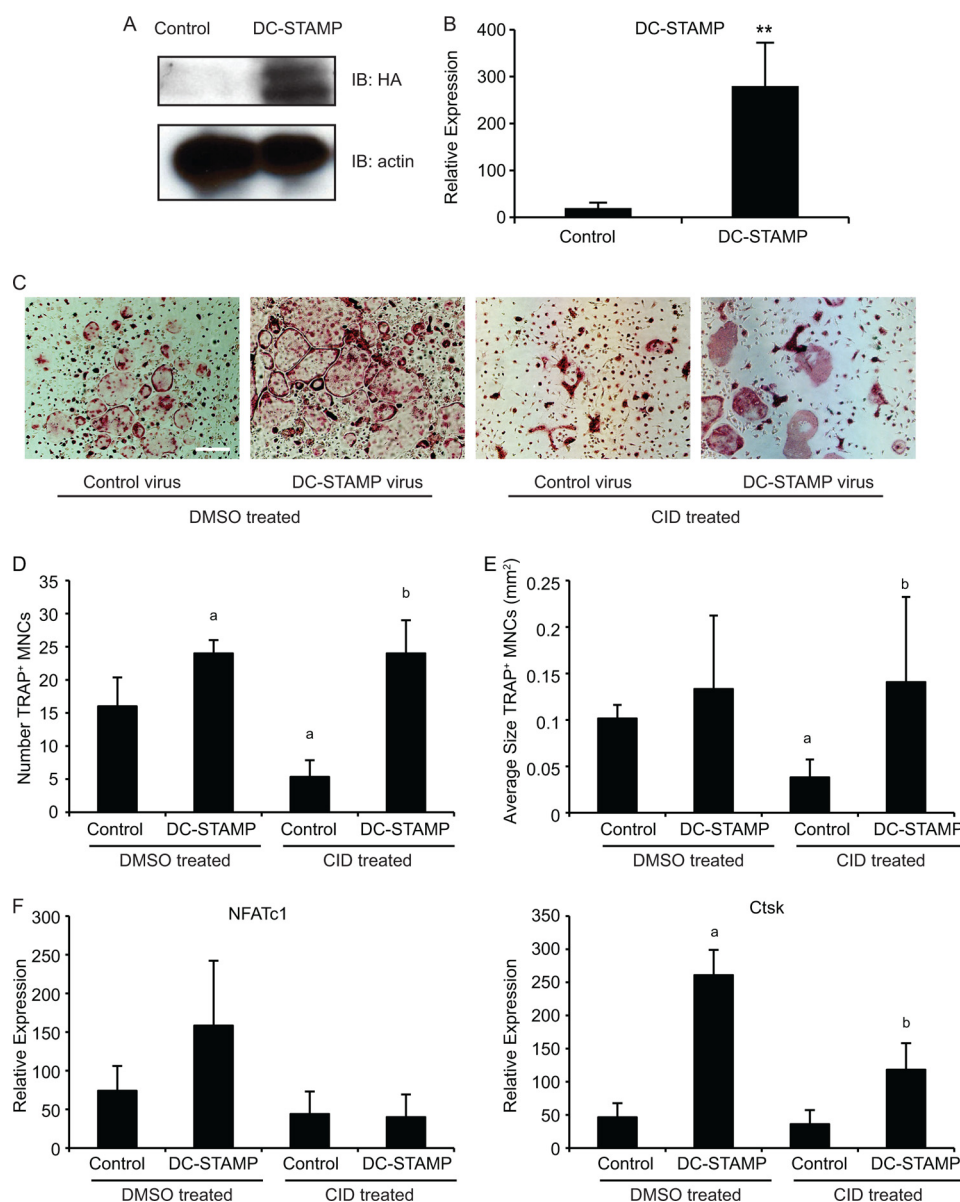 A
Control DC-STAMP
IB: HA
IB: actin
B
DC-STAMP
**
Relative Expression
400
300
200
100
0
Control DC-STAMP
C
Control virus DC-STAMP virus Control virus DC-STAMP virus
DMSO treated CID treated
D
Number TRAP⁺ MNCs
35
30
25
20
15
10
5
0
a
a
b
Control DC-STAMP Control DC-STAMP
DMSO treated CID treated
E
Average Size TRAP⁺ MNCs (mm²)
0.25
0.2
0.15
0.1
0.05
0
a
b
Control DC-STAMP Control DC-STAMP
DMSO treated CID treated
F
NFATc1
Relative Expression
300
250
200
150
100
50
0
Control DC-STAMP Control DC-STAMP
DMSO treated CID treated
Ctsk
Relative Expression
350
300
250
200
150
100
50
0
a
b
Control DC-STAMP Control DC-STAMP
DMSO treated CID treated